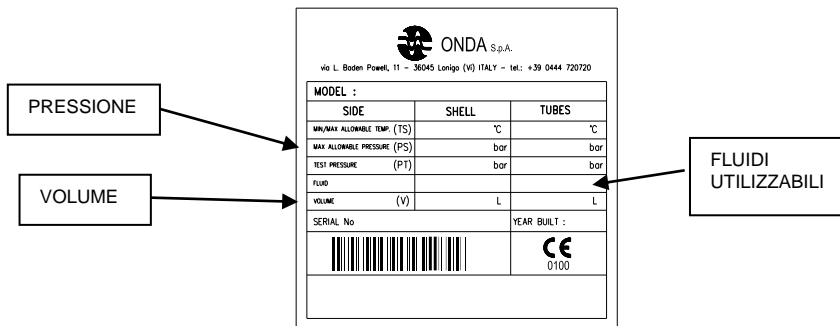 ONDA S.p.A.
via L. Baden Powell, 11 - 36045 Lonigo (Vi) ITALY - tel.: +39 0444 720720
MODEL :
SIDE SHELL TUBES
MIN/MAX ALLOWABLE TEMP. (TS) °C °C
PRESSIONE
MAX ALLOWABLE PRESSURE (PS) bar bar
TEST PRESSURE (PT) bar bar
FLUID
FLUIDI
UTILIZZABILI
VOLUME
VOLUME (V) L L
SERIAL No YEAR BUILT :
CE
0100